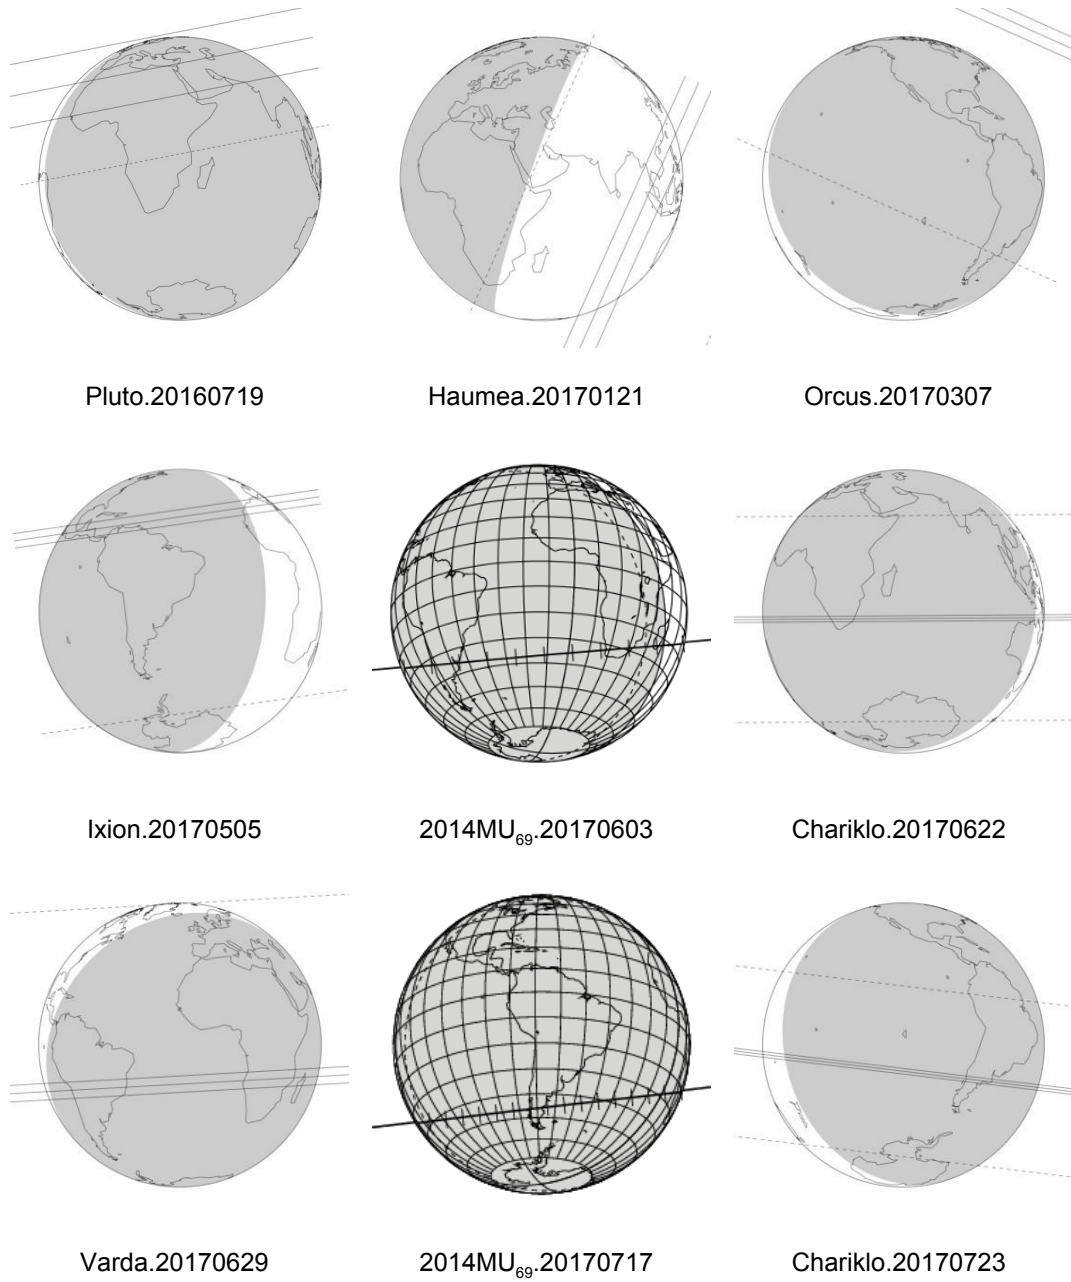 Pluto.20160719
Haumea.20170121
Orcus.20170307
Ixion.20170505
2014MU₆₉.20170603
Chariklo.20170622
Varda.20170629
2014MU₆₉.20170717
Chariklo.20170723